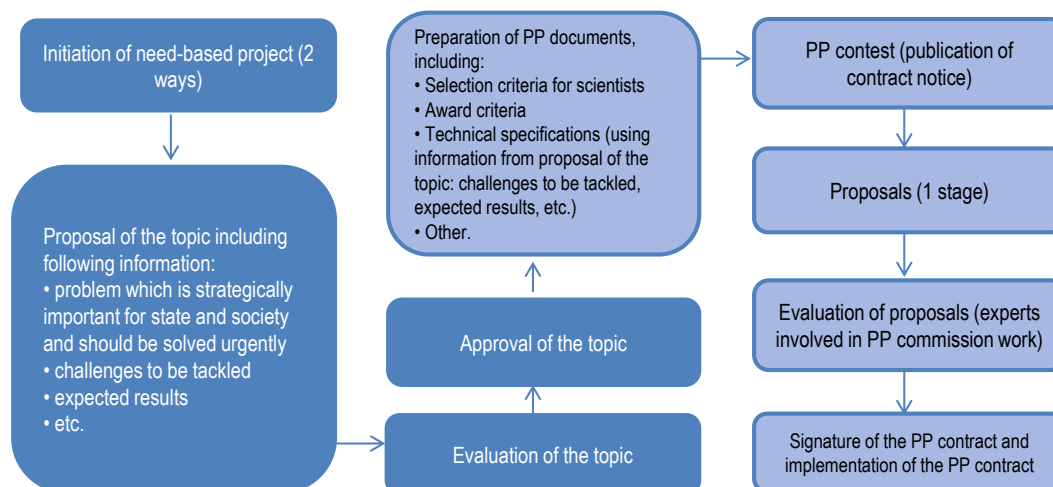 Initiation of need-based project (2
ways)
Proposal of the topic including
following information:
• problem which is strategically
important for state and society
and should be solved urgently
• challenges to be tackled
• expected results
• etc.
Evaluation of the topic
Approval of the topic
Preparation of PP documents,
including:
• Selection criteria for scientists
• Award criteria
• Technical specifications (using
information from proposal of the
topic: challenges to be tackled,
expected results, etc.)
• Other.
PP contest (publication of
contract notice)
Proposals (1 stage)
Evaluation of proposals (experts
involved in PP commission work)
Signature of the PP contract and
implementation of the PP contract